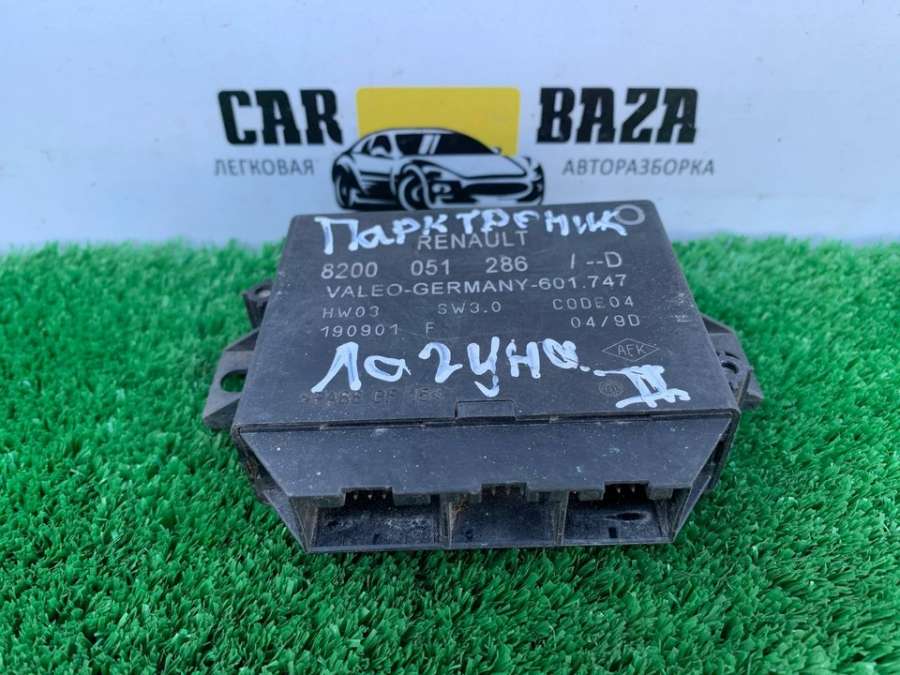 CAR BAZA
ЛЕГКОВАЯ АВТОРАЗБОРКА
Парктроник
RENAULT
8200 051 286 / --D
VALEO-GERMANY-601.747
HW03 SW3.0 CODE04
190901 F 04/9D
AFK
Лагуна II